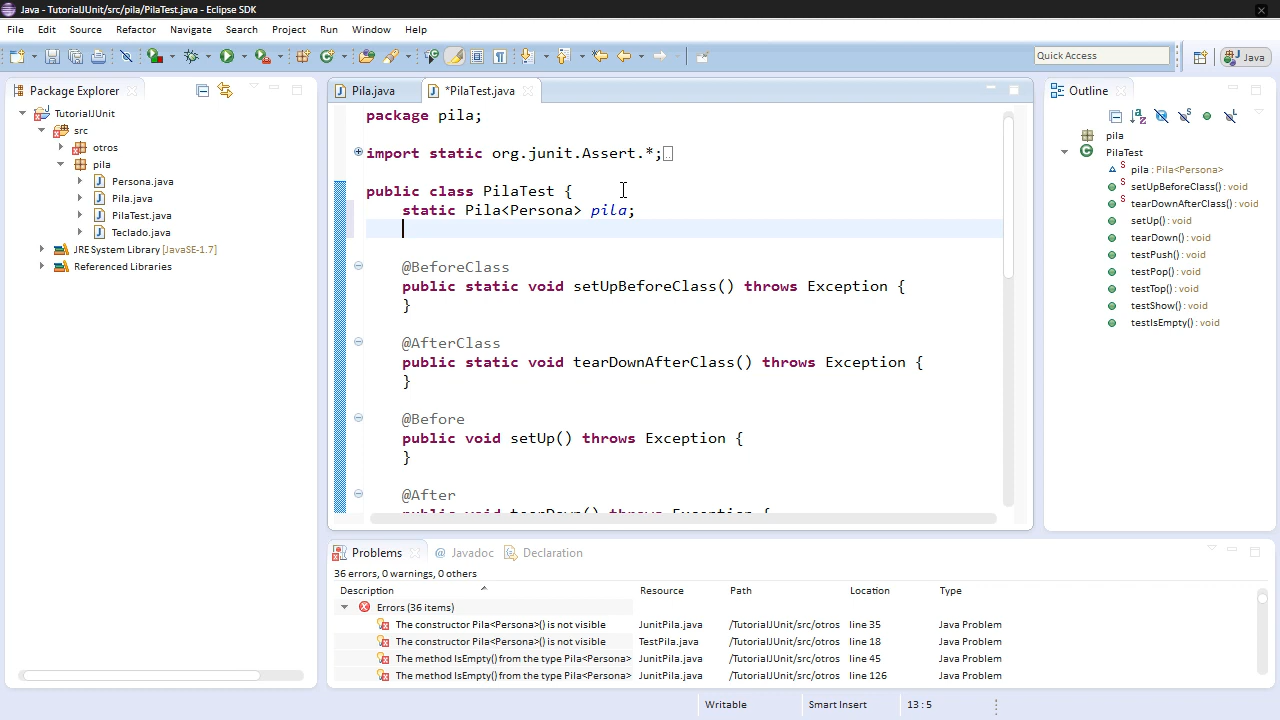 Java - TutorialJUnit/src/pila/PilaTest.java - Eclipse SDK
File Edit Source Refactor Navigate Search Project Run Window Help
Quick Access
Java
Package Explorer
TutorialJUnit
src
otros
pila
Persona.java
Pila.java
PilaTest.java
Teclado.java
JRE System Library [JavaSE-1.7]
Referenced Libraries
Pila.java
*PilaTest.java
package pila;
import static org.junit.Assert.*;
public class PilaTest {
static Pila<Persona> pila;
@BeforeClass
public static void setUpBeforeClass() throws Exception {
}
@AfterClass
public static void tearDownAfterClass() throws Exception {
}
@Before
public void setUp() throws Exception {
}
@After
public void tearDown() throws Exception {
Outline
pila
PilaTest
pila : Pila<Persona>
setUpBeforeClass() : void
tearDownAfterClass() : void
setUp() : void
tearDown() : void
testPush() : void
testPop() : void
testTop() : void
testShow() : void
testIsEmpty() : void
Problems @ Javadoc Declaration
36 errors, 0 warnings, 0 others
Description Resource Path Location Type
Errors (36 items)
The constructor Pila<Persona>() is not visible JunitPila.java /TutorialJUnit/src/otros line 35 Java Problem
The constructor Pila<Persona>() is not visible TestPila.java /TutorialJUnit/src/otros line 18 Java Problem
The method IsEmpty() from the type Pila<Persona> JunitPila.java /TutorialJUnit/src/otros line 45 Java Problem
The method IsEmpty() from the type Pila<Persona> JunitPila.java /TutorialJUnit/src/otros line 126 Java Problem
Writable Smart Insert 13 : 5